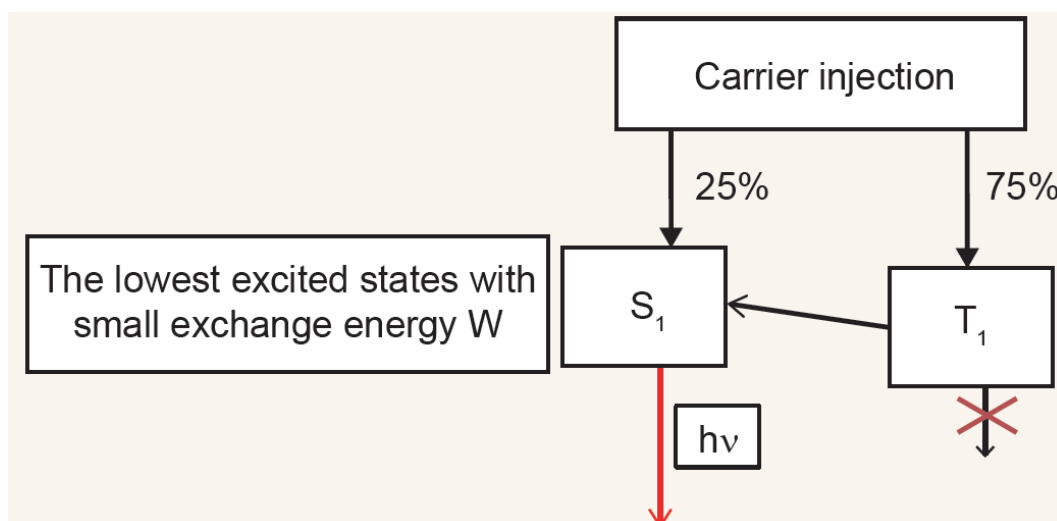 Carrier injection
25%
75%
The lowest excited states with
small exchange energy W
S₁
T₁
hν